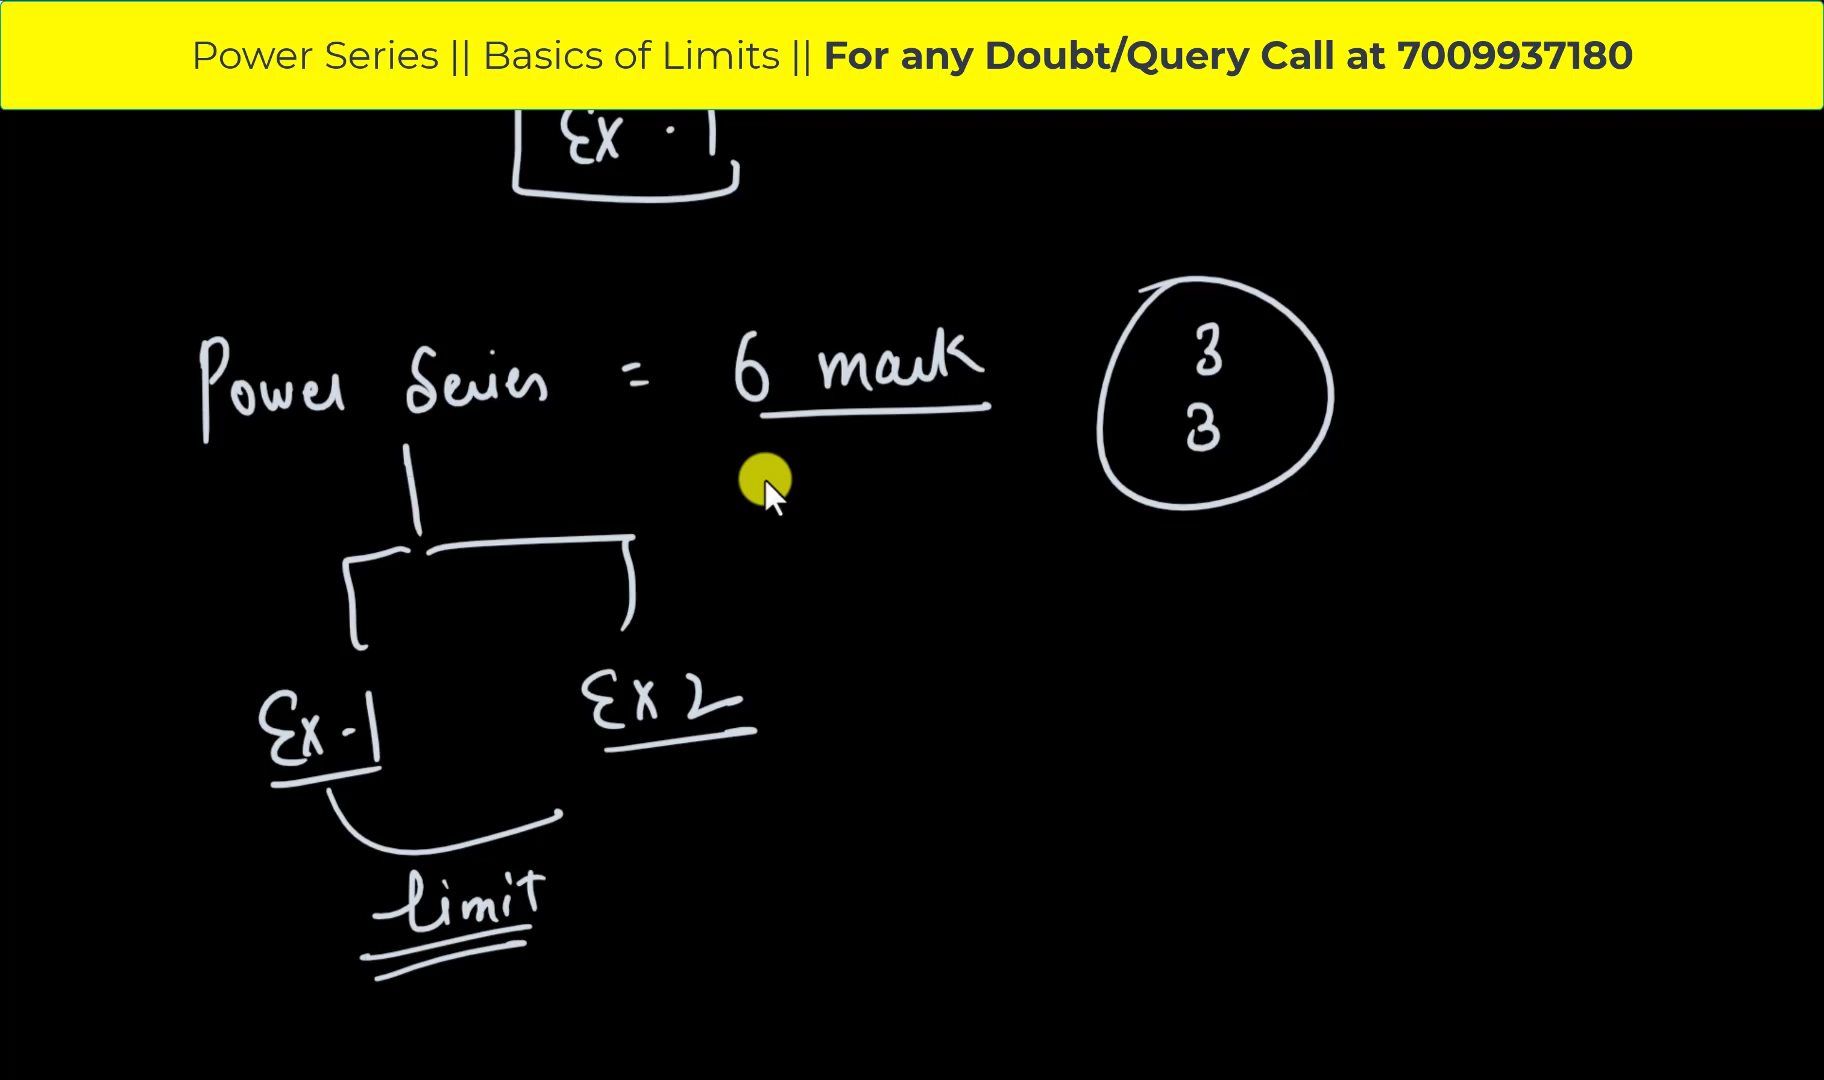 Power Series || Basics of Limits || For any Doubt/Query Call at 7009937180
Ex . 1
Power Series = 6 mark
3
3
Ex - 1
Ex 2
limit